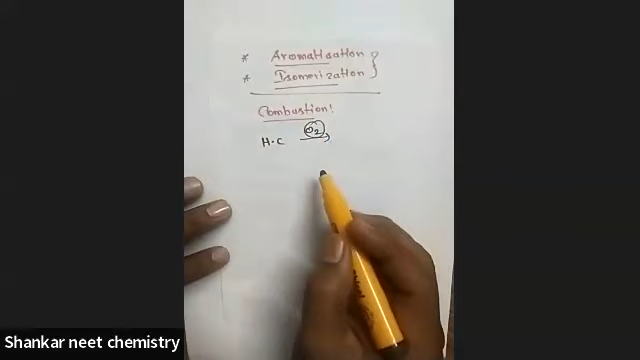 * Aromatisation
* Isomerization }
Combustion!
H.C O2 →
Shankar neet chemistry